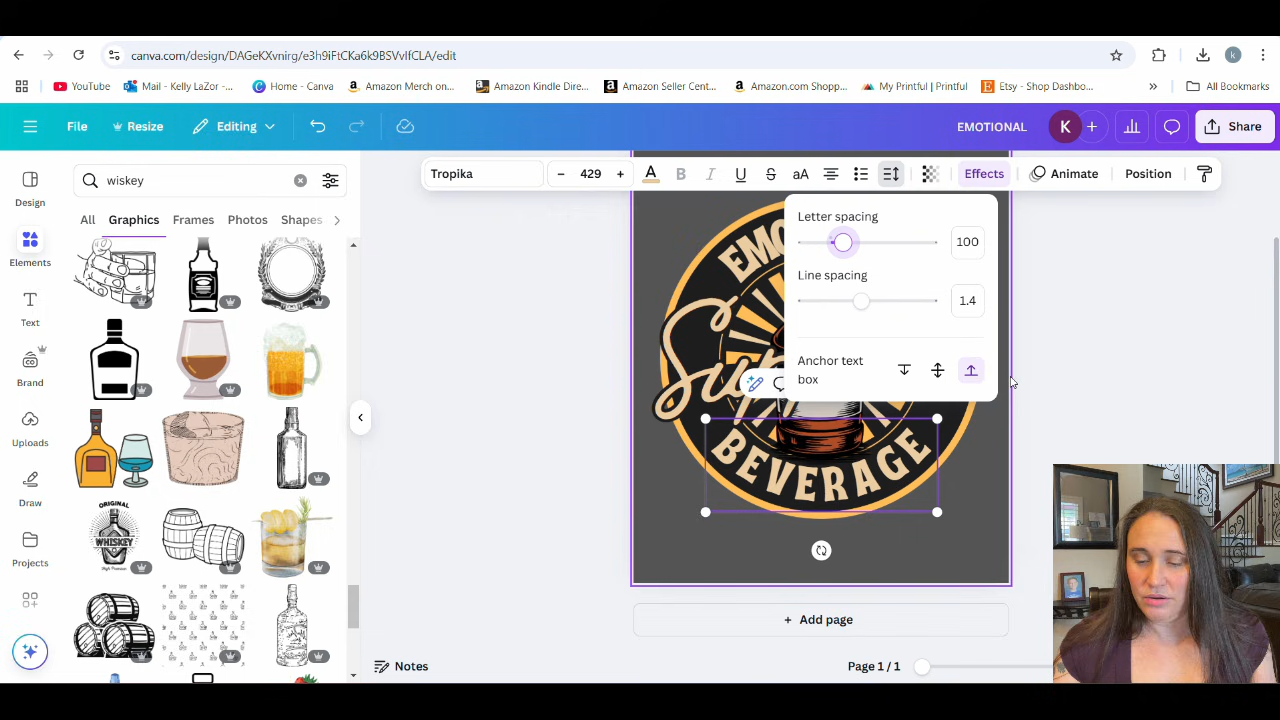 canva.com/design/DAGeKXvnirg/e3h9iFtCKa6k9BSVvIfCLA/edit
YouTube
Mail - Kelly LaZor -...
Home - Canva
Amazon Merch on...
Amazon Kindle Dire...
Amazon Seller Cent...
Amazon.com Shopp...
My Printful | Printful
Etsy - Shop Dashbo...
All Bookmarks
File
Resize
Editing
EMOTIONAL
K
Share
Design
Elements
Text
Brand
Uploads
Draw
Projects
wiskey
All
Graphics
Frames
Photos
Shapes
ORIGINAL
WHISKEY
Tropika
– 429 +
A
B
I
U
S
aA
Effects
Animate
Position
Letter spacing
100
Line spacing
1.4
Anchor text
box
BEVERAGE
+ Add page
Notes
Page 1 / 1